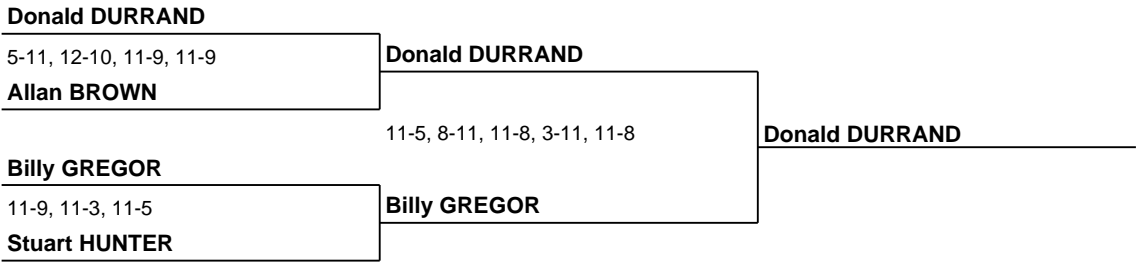 Donald DURRAND
5-11, 12-10, 11-9, 11-9
Allan BROWN
Donald DURRAND
11-5, 8-11, 11-8, 3-11, 11-8
Donald DURRAND
Billy GREGOR
11-9, 11-3, 11-5
Stuart HUNTER
Billy GREGOR